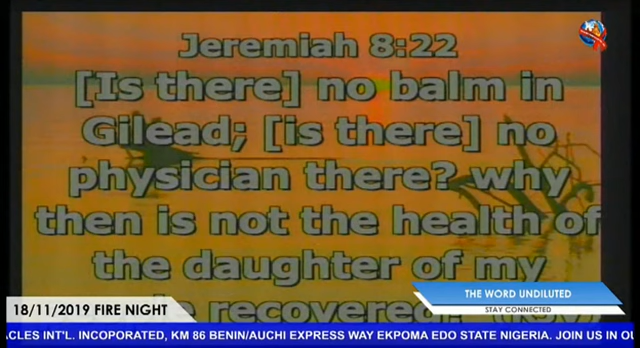 Jeremiah 8:22
[Is there] no balm in
Gilead; [is there] no
physician there? why
then is not the health of
the daughter of my
recovered?
18/11/2019 FIRE NIGHT
THE WORD UNDILUTED
STAY CONNECTED
CLES INT'L. INCOPORATED, KM 86 BENIN/AUCHI EXPRESS WAY EKPOMA EDO STATE NIGERIA. JOIN US IN OU